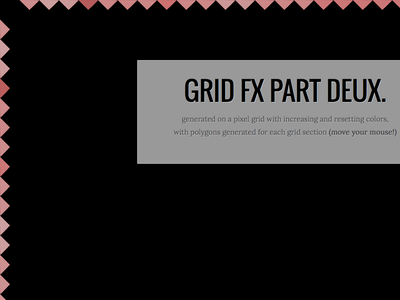 GRID FX PART DEUX.
generated on a pixel grid with increasing and resetting colors,
with polygons generated for each grid section (move your mouse!)